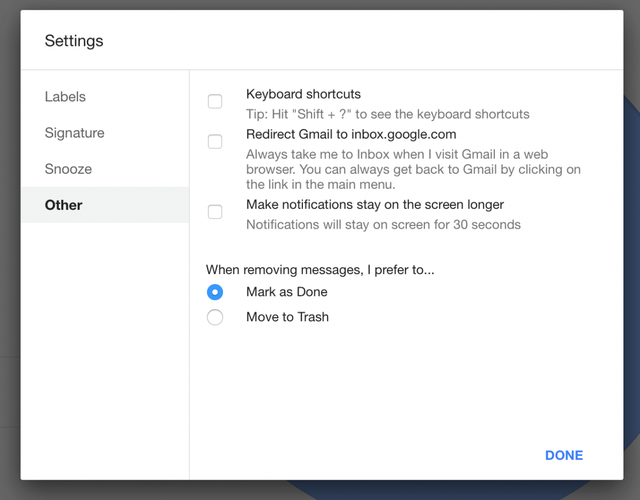 Settings
Labels
Signature
Snooze
Other
Keyboard shortcuts
Tip: Hit "Shift + ?" to see the keyboard shortcuts
Redirect Gmail to inbox.google.com
Always take me to Inbox when I visit Gmail in a web
browser. You can always get back to Gmail by clicking on
the link in the main menu.
Make notifications stay on the screen longer
Notifications will stay on screen for 30 seconds
When removing messages, I prefer to...
Mark as Done
Move to Trash
DONE